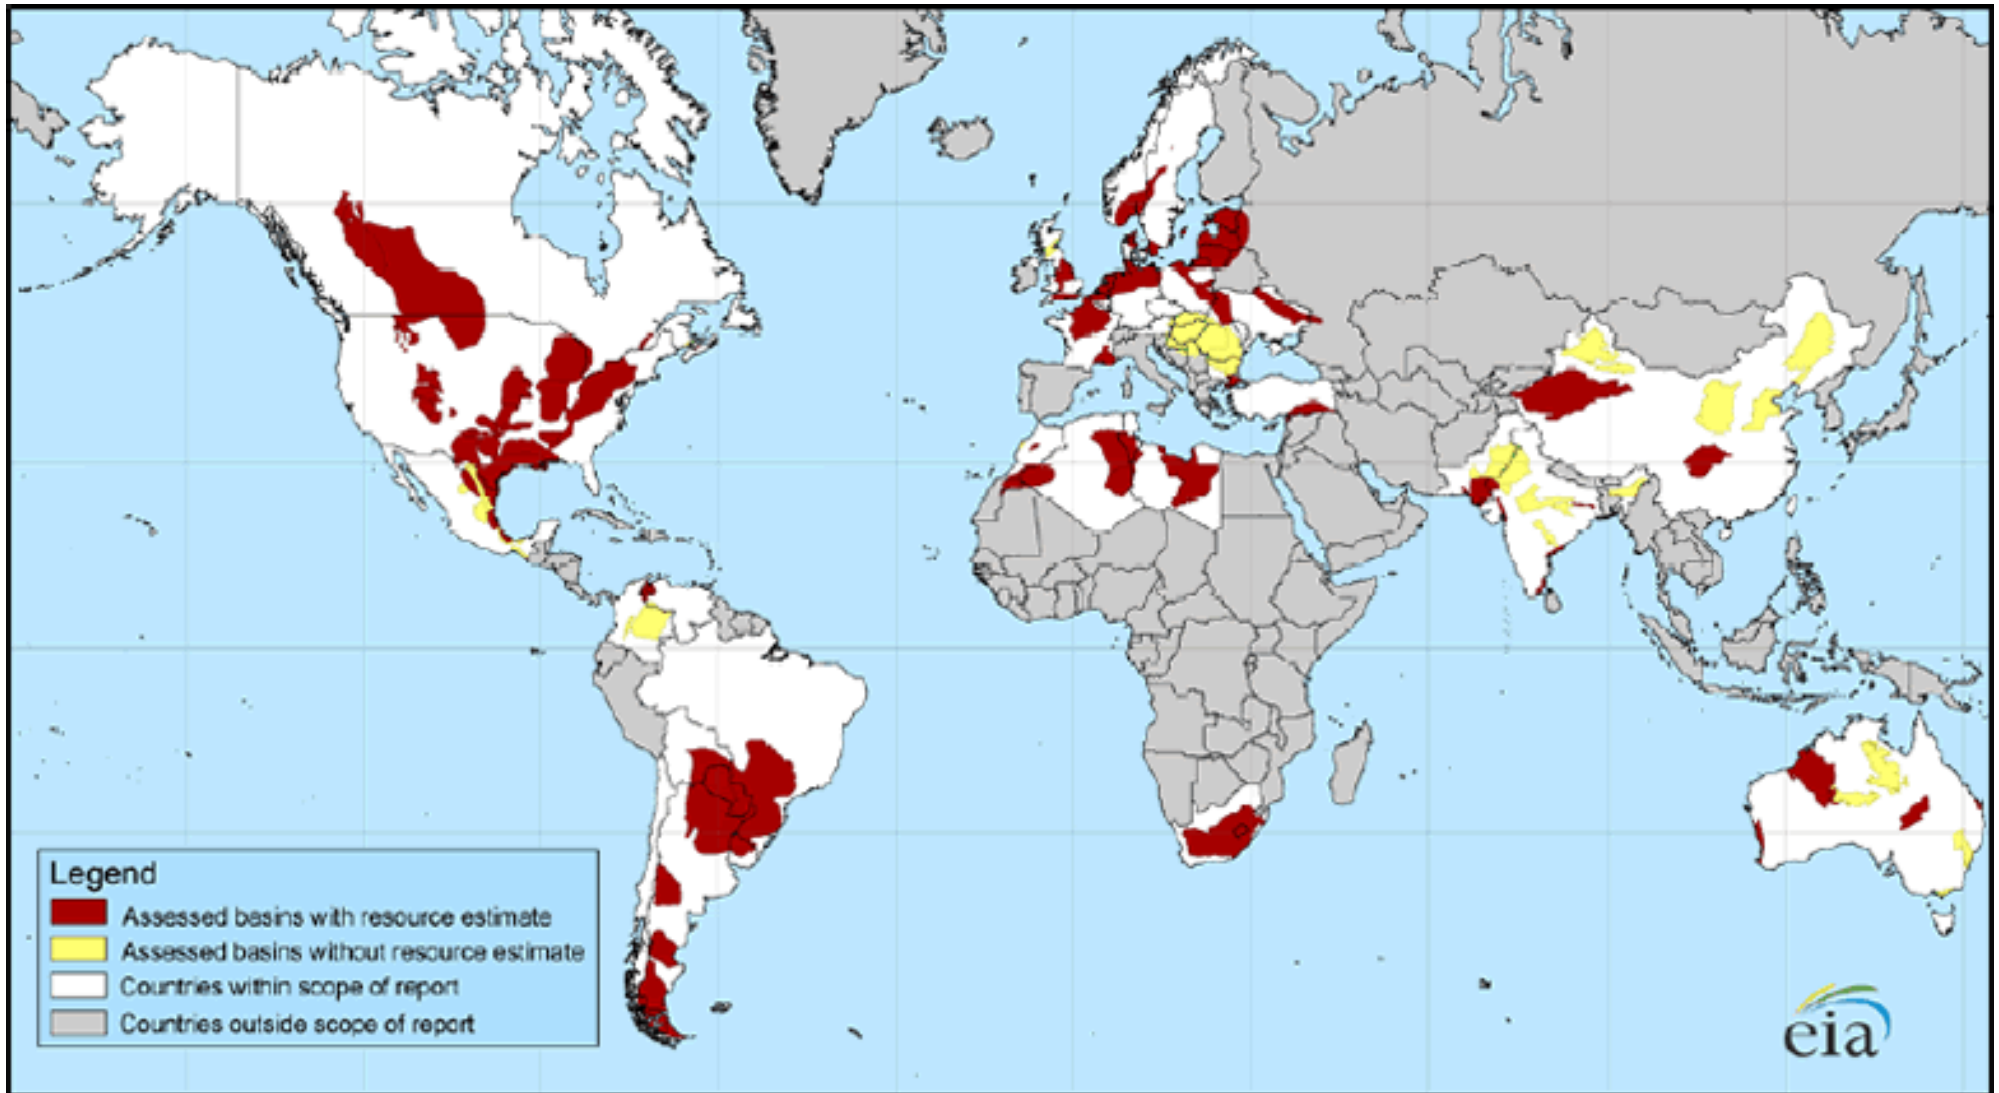 Legend
Assessed basins with resource estimate
Assessed basins without resource estimate
Countries within scope of report
Countries outside scope of report
eia